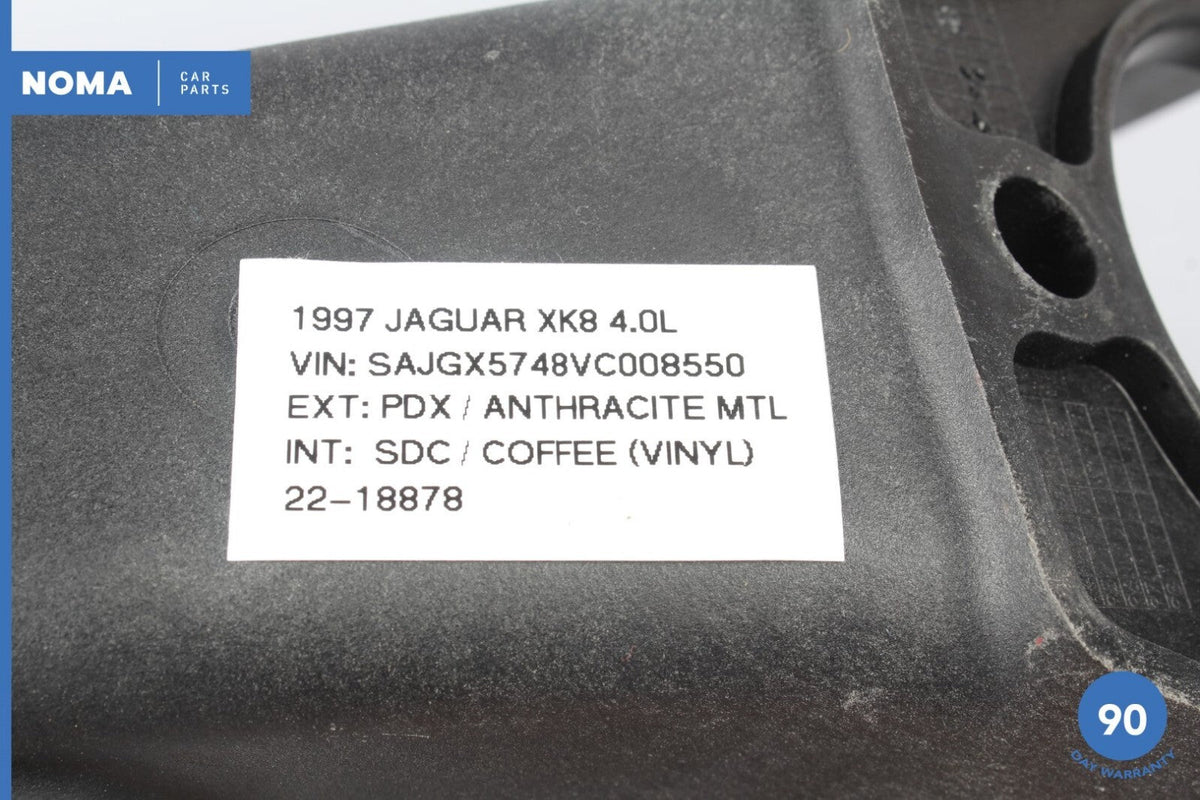 NOMA
CAR
PARTS
1997 JAGUAR XK8 4.0L
VIN: SAJGX5748VC008550
EXT: PDX / ANTHRACITE MTL
INT: SDC / COFFEE (VINYL)
22-18878
90
DAY WARRANTY